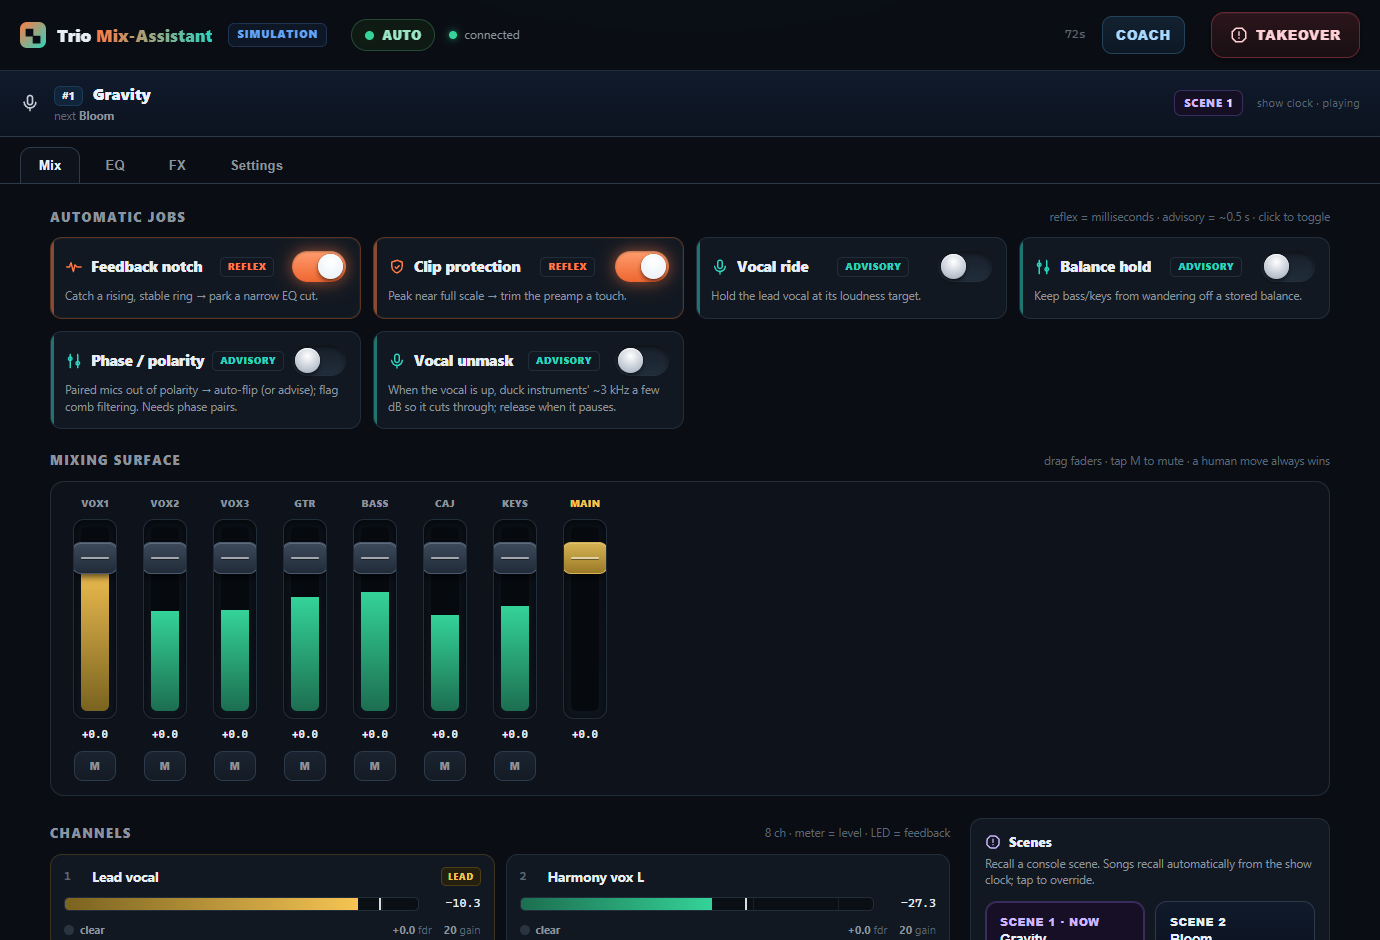 Trio Mix-Assistant SIMULATION AUTO connected 72s COACH TAKEOVER
#1 Gravity
next Bloom
SCENE 1 show clock · playing
Mix EQ FX Settings
AUTOMATIC JOBS reflex = milliseconds · advisory = ~0.5 s · click to toggle
Feedback notch REFLEX
Catch a rising, stable ring → park a narrow EQ cut.
Clip protection REFLEX
Peak near full scale → trim the preamp a touch.
Vocal ride ADVISORY
Hold the lead vocal at its loudness target.
Balance hold ADVISORY
Keep bass/keys from wandering off a stored balance.
Phase / polarity ADVISORY
Paired mics out of polarity → auto-flip (or advise); flag
comb filtering. Needs phase pairs.
Vocal unmask ADVISORY
When the vocal is up, duck instruments' ~3 kHz a few
dB so it cuts through; release when it pauses.
MIXING SURFACE drag faders · tap M to mute · a human move always wins
VOX1 VOX2 VOX3 GTR BASS CAJ KEYS MAIN
+0.0 +0.0 +0.0 +0.0 +0.0 +0.0 +0.0 +0.0
M M M M M M M
CHANNELS 8 ch · meter = level · LED = feedback
1 Lead vocal LEAD
-10.3
clear +0.0 fdr 20 gain
2 Harmony vox L
-27.3
clear +0.0 fdr 20 gain
Scenes
Recall a console scene. Songs recall automatically from the show
clock; tap to override.
SCENE 1 · NOW
Gravity
SCENE 2
Bloom